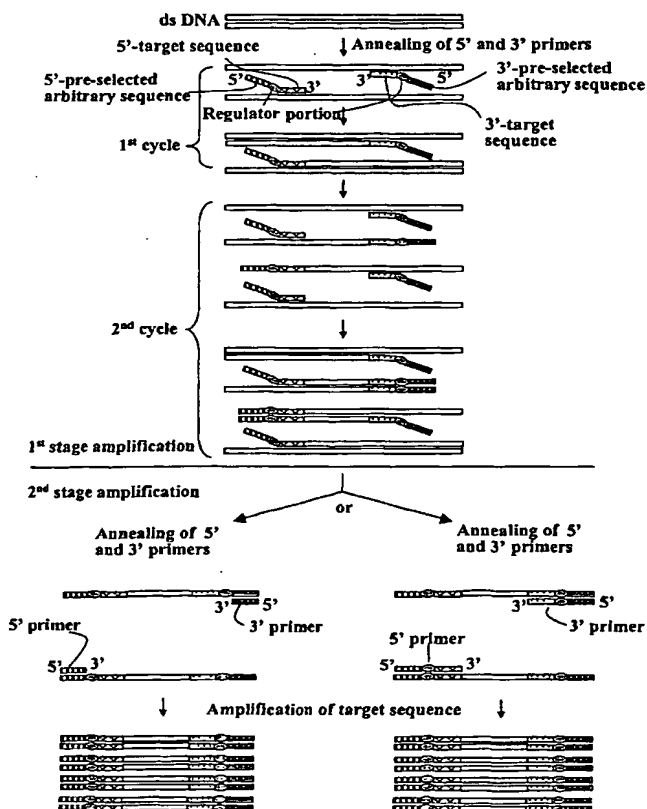 ds DNA
5'-target sequence
Annealing of 5' and 3' primers
5'
3'
3'
5'
5'-pre-selected
arbitrary sequence
3'-pre-selected
arbitrary sequence
Regulator portion
3'-target
sequence
1st cycle
2nd cycle
1st stage amplification
2nd stage amplification
or
Annealing of 5'
and 3' primers
Annealing of 5'
and 3' primers
3'
5'
3' primer
3'
5'
3' primer
5' primer
5'
3'
5' primer
5'
3'
Amplification of target sequence